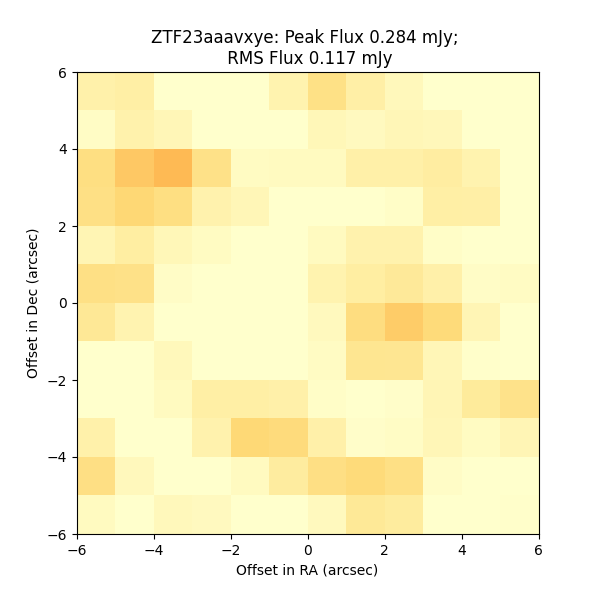 ZTF23aaavxye: Peak Flux 0.284 mJy;
RMS Flux 0.117 mJy
6
4
2
0
−2
−4
−6
Offset in Dec (arcsec)
−6 −4 −2 0 2 4 6
Offset in RA (arcsec)